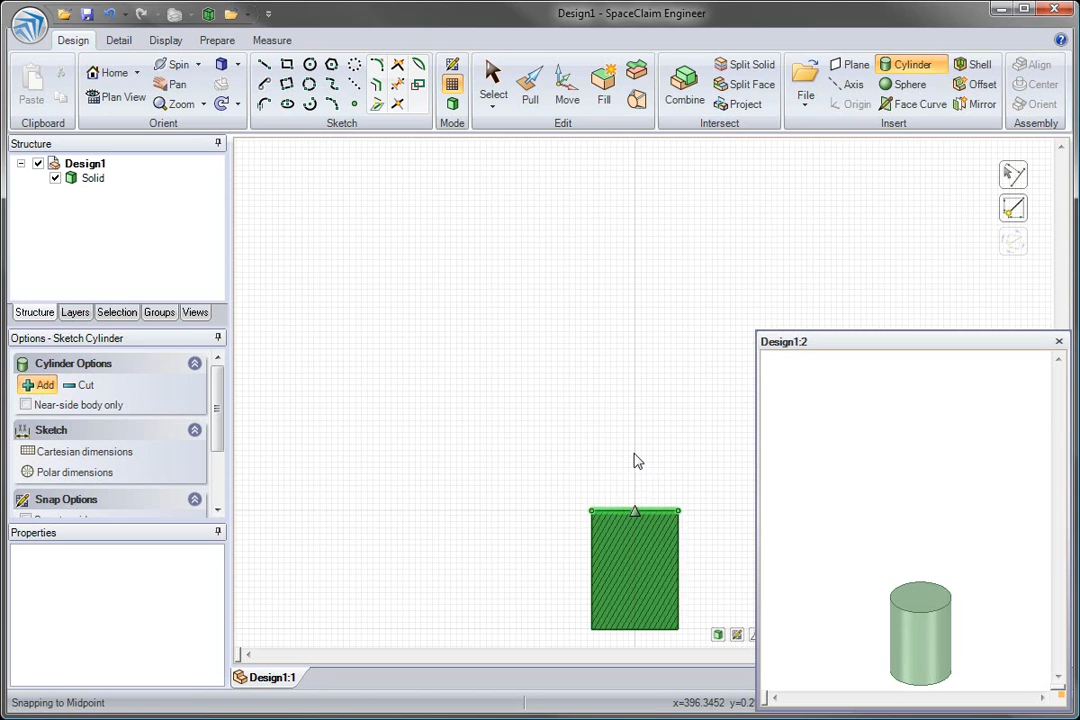 Design1 - SpaceClaim Engineer
Design Detail Display Prepare Measure
Paste
Clipboard
Home Spin
Plan View Pan
Zoom
Orient
Sketch
Mode
Select Pull Move Fill
Edit
Combine
Split Solid
Split Face
Project
Intersect
File
Plane Cylinder Shell
Axis Sphere Offset
Origin Face Curve Mirror
Insert
Align
Center
Orient
Assembly
Structure
Design1
Solid
Structure Layers Selection Groups Views
Options - Sketch Cylinder
Cylinder Options
Add Cut
Near-side body only
Sketch
Cartesian dimensions
Polar dimensions
Snap Options
Properties
Design1:2
Design1:1
Snapping to Midpoint
x=396.3452 y=0.2